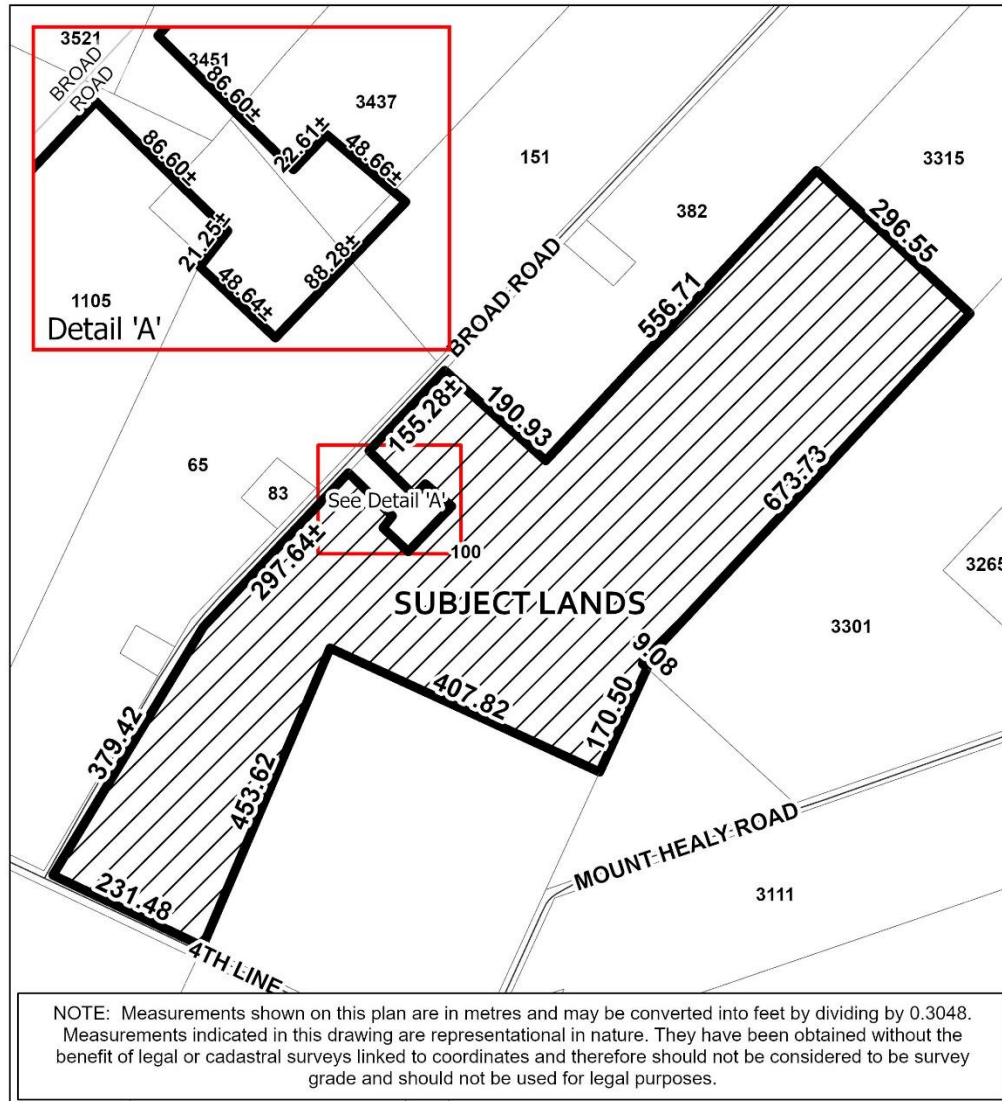 3521
BROAD
ROAD
3451
86.60±
3437
22.61±
48.66±
86.60±
21.25±
48.64±
88.28±
1105
Detail 'A'
151
3315
382
296.55
BROAD ROAD
556.71
155.28±
190.93
65
83
See Detail 'A'
673.73
297.64±
100
3265
SUBJECT LANDS
3301
9.08
407.82
170.50
379.42
453.62
MOUNT HEALY ROAD
231.48
3111
4TH LINE
NOTE: Measurements shown on this plan are in metres and may be converted into feet by dividing by 0.3048.
Measurements indicated in this drawing are representational in nature. They have been obtained without the
benefit of legal or cadastral surveys linked to coordinates and therefore should not be considered to be survey
grade and should not be used for legal purposes.